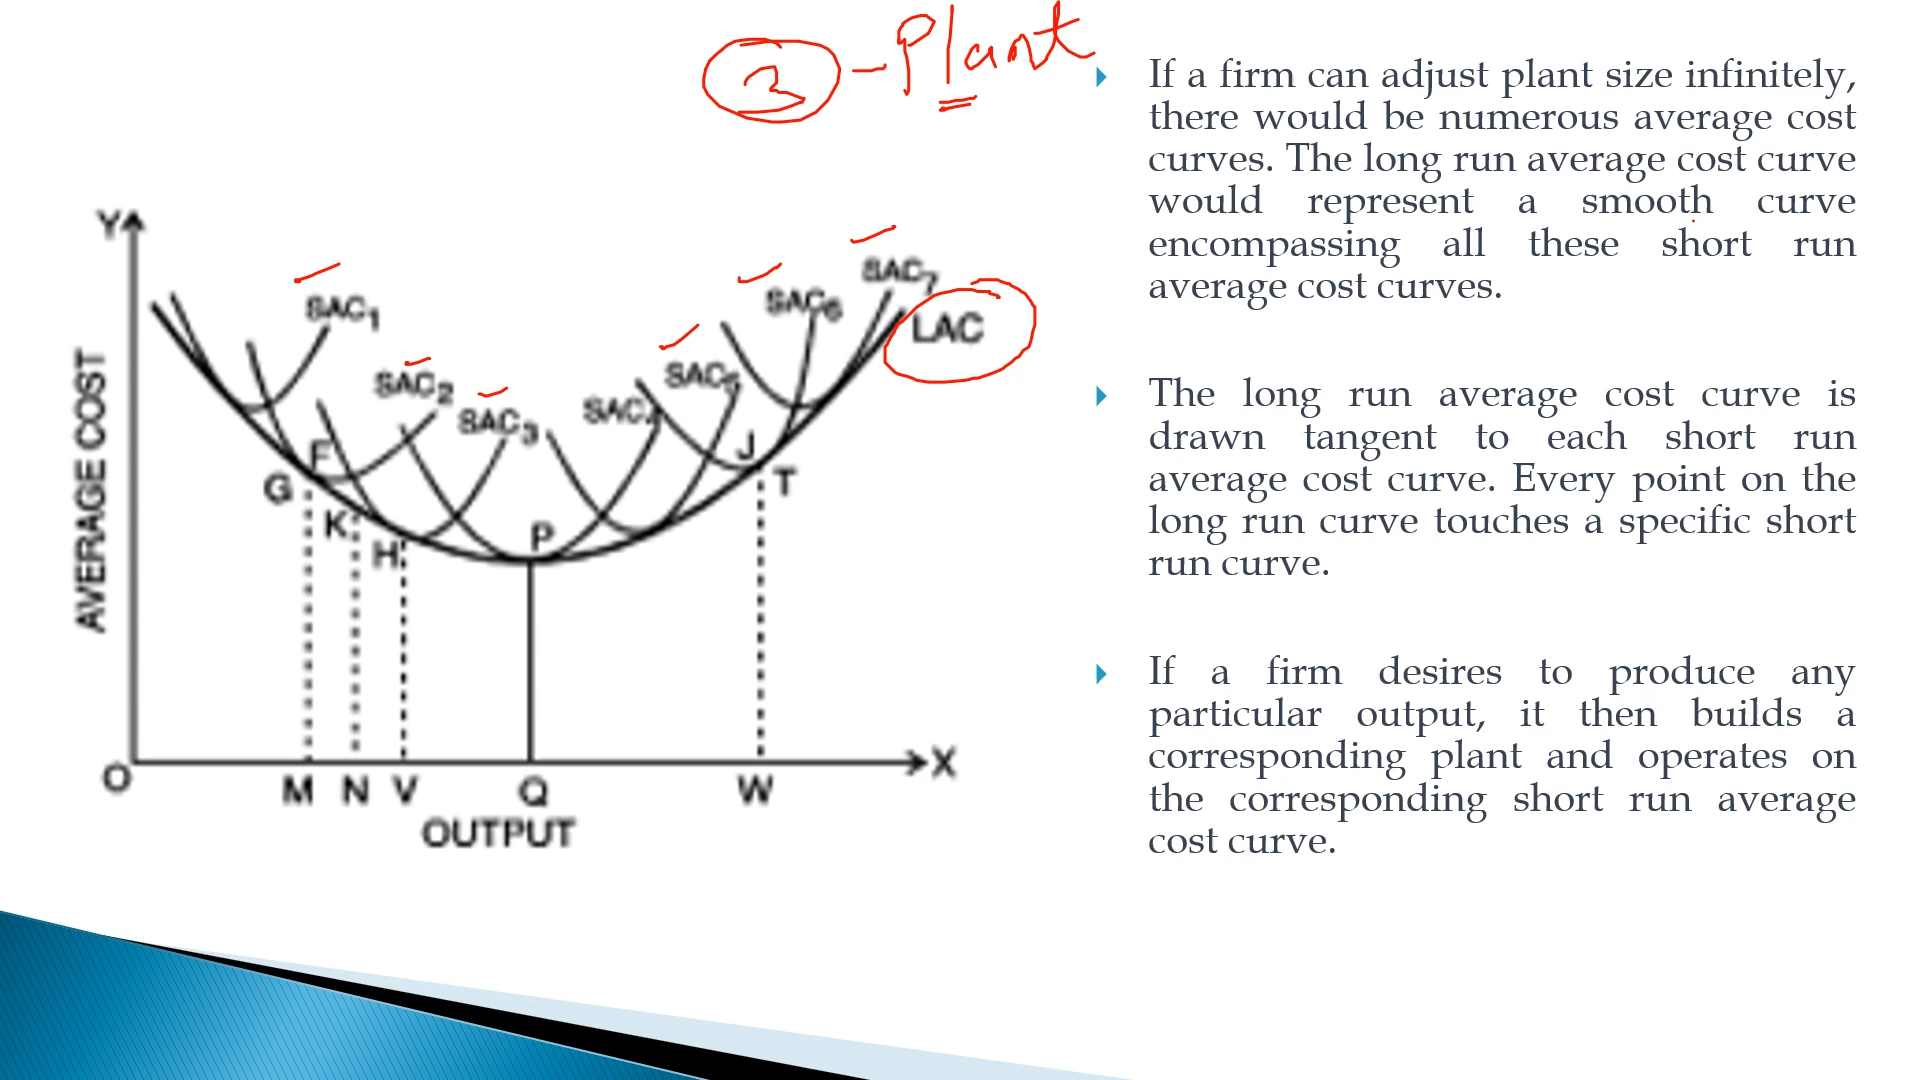 3 - Plant
Y
SAC7
SAC6
SAC1
LAC
SAC5
SAC2
SAC4
SAC3
F
J
G
T
K
P
H
AVERAGE COST
O
X
M N V Q W
OUTPUT
If a firm can adjust plant size infinitely,
there would be numerous average cost
curves. The long run average cost curve
would represent a smooth curve
encompassing all these short run
average cost curves.
The long run average cost curve is
drawn tangent to each short run
average cost curve. Every point on the
long run curve touches a specific short
run curve.
If a firm desires to produce any
particular output, it then builds a
corresponding plant and operates on
the corresponding short run average
cost curve.